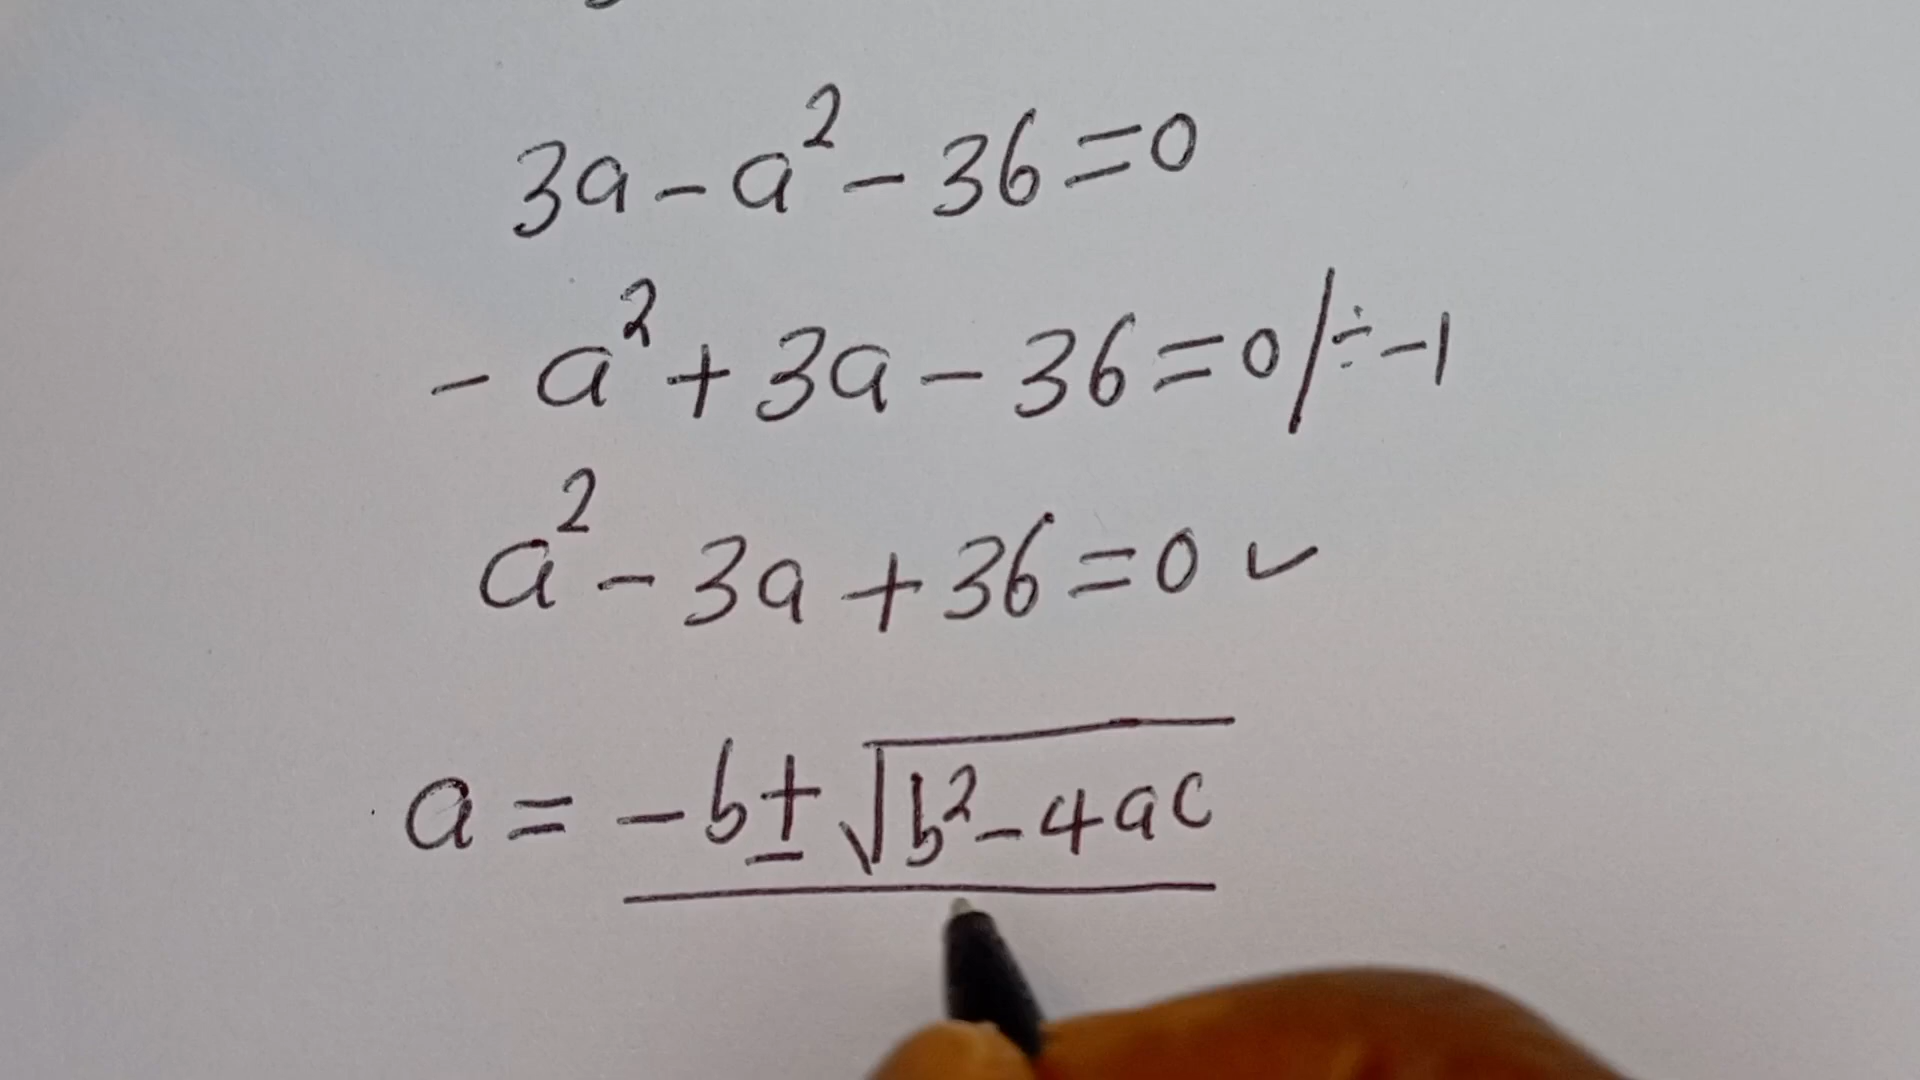 3a - a² - 36 = 0
- a² + 3a - 36 = 0 / ÷ -1
a² - 3a + 36 = 0 ✓
a = -b ± √b² - 4ac